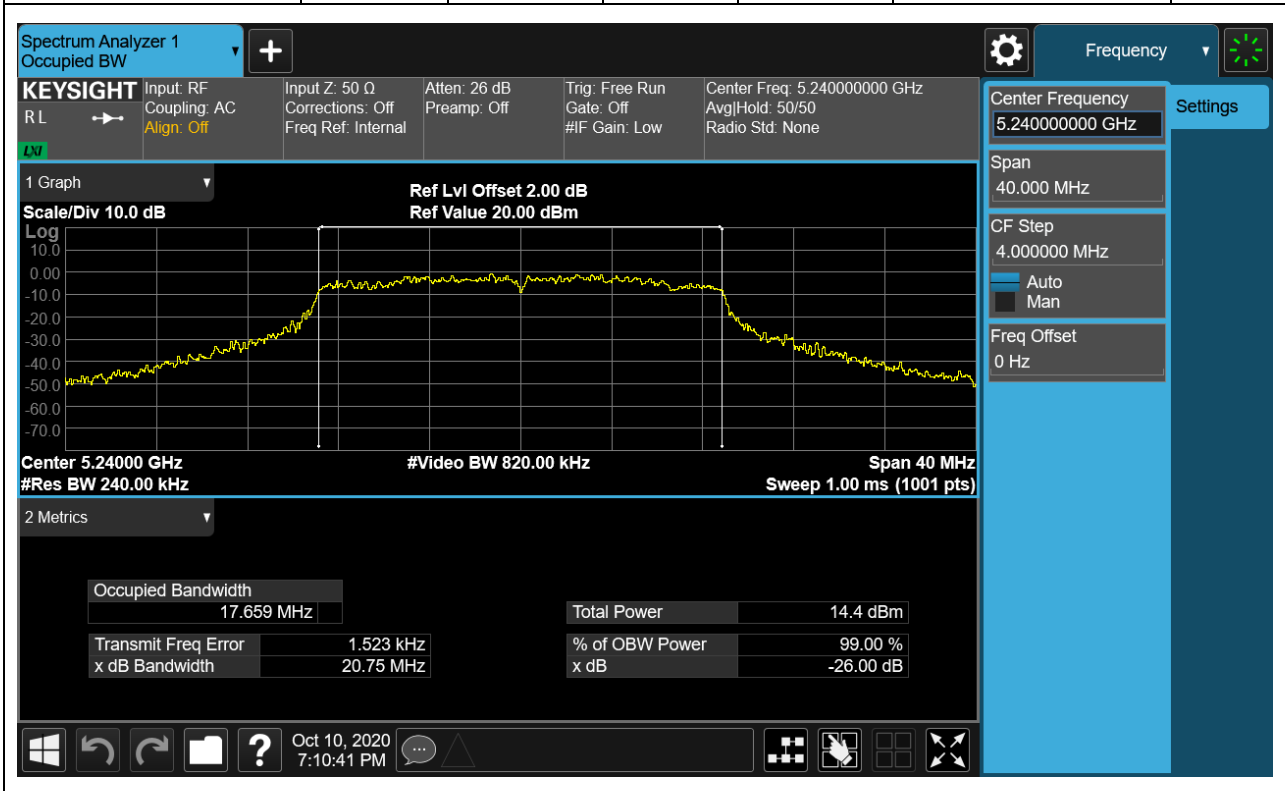 Spectrum Analyzer 1
Occupied BW
Frequency
KEYSIGHT
R L
LXI
Input: RF
Coupling: AC
Align: Off
Input Z: 50 Ω
Corrections: Off
Freq Ref: Internal
Atten: 26 dB
Preamp: Off
Trig: Free Run
Gate: Off
#IF Gain: Low
Center Freq: 5.240000000 GHz
Avg|Hold: 50/50
Radio Std: None
Center Frequency
5.240000000 GHz
Settings
Span
40.000 MHz
CF Step
4.000000 MHz
Auto
Man
Freq Offset
0 Hz
1 Graph
Scale/Div 10.0 dB
Ref Lvl Offset 2.00 dB
Ref Value 20.00 dBm
Log
10.0
0.00
-10.0
-20.0
-30.0
-40.0
-50.0
-60.0
-70.0
Center 5.24000 GHz
#Video BW 820.00 kHz
Span 40 MHz
#Res BW 240.00 kHz
Sweep 1.00 ms (1001 pts)
2 Metrics
Occupied Bandwidth
17.659 MHz
Total Power 14.4 dBm
Transmit Freq Error 1.523 kHz
% of OBW Power 99.00 %
x dB Bandwidth 20.75 MHz
x dB -26.00 dB
?
Oct 10, 2020
7:10:41 PM